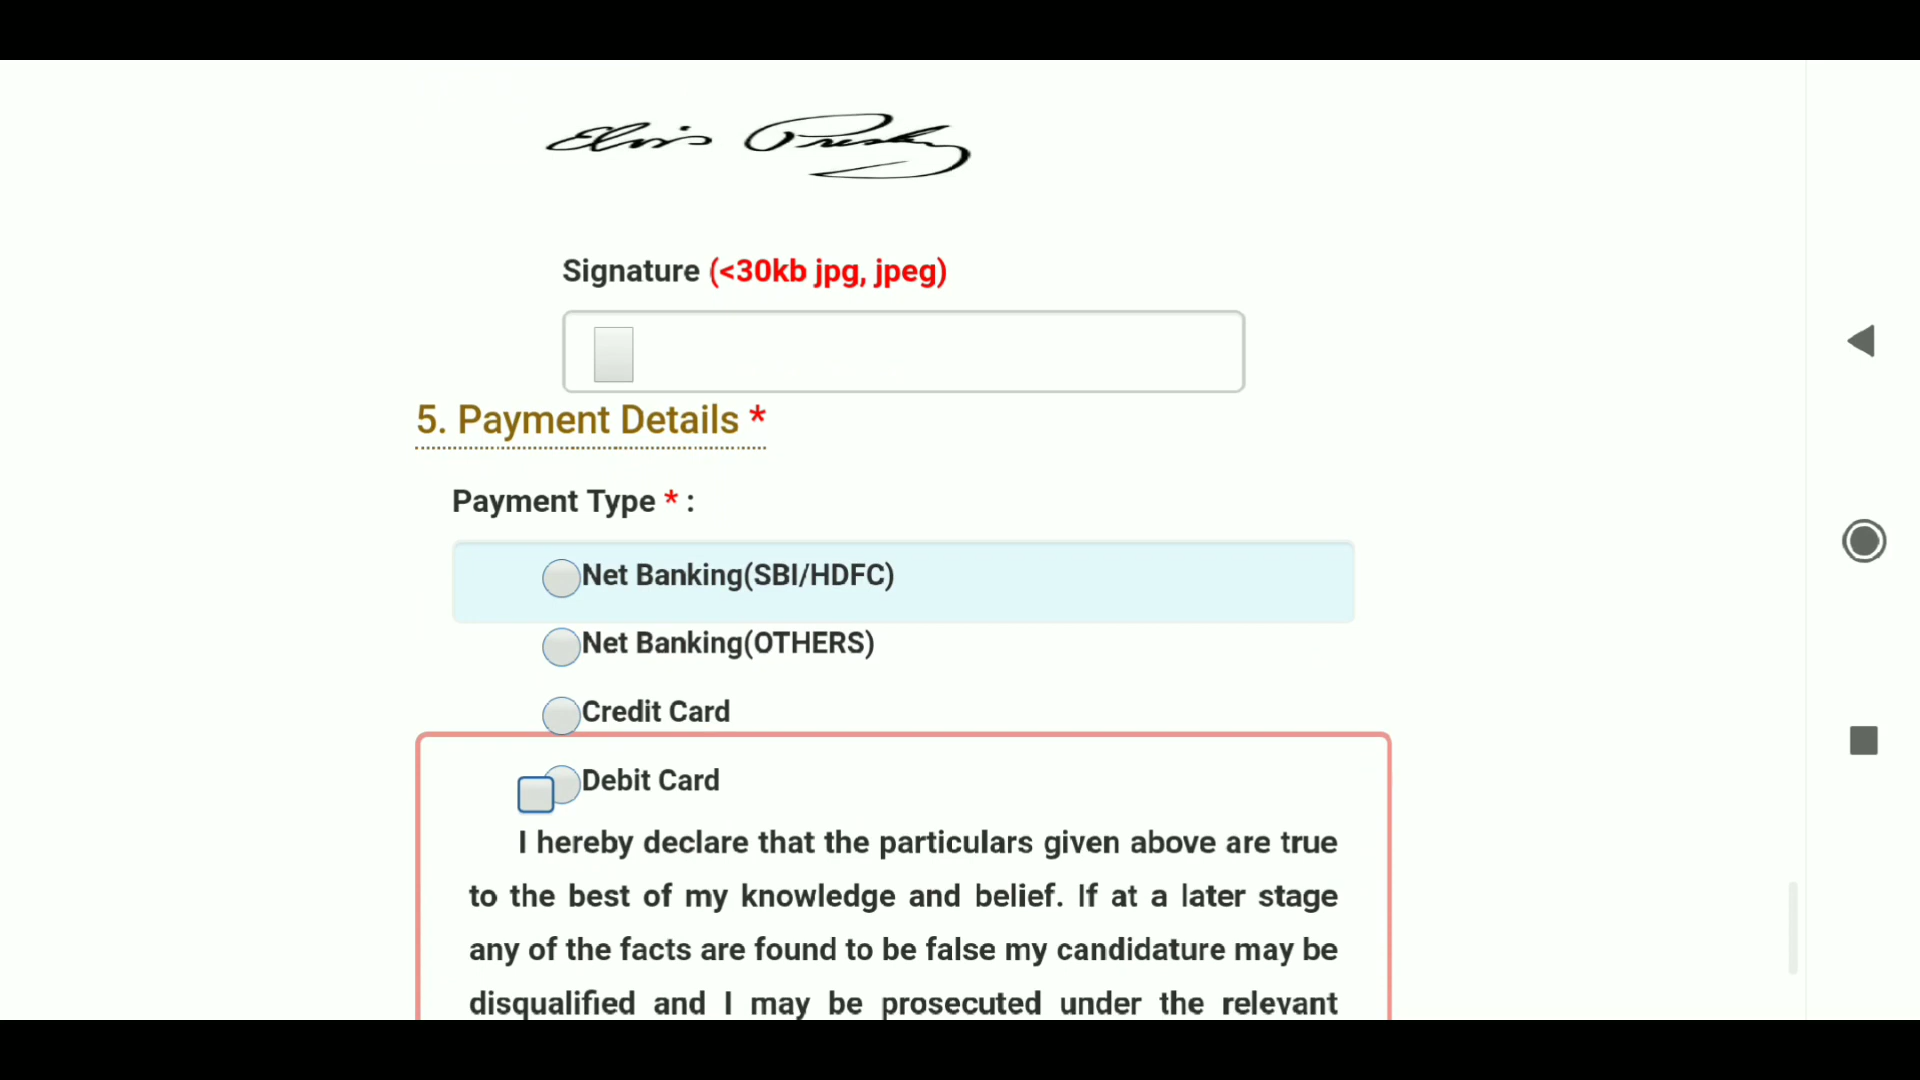 Elvis Presley
Signature (<30kb jpg, jpeg)
5. Payment Details *
Payment Type * :
Net Banking(SBI/HDFC)
Net Banking(OTHERS)
Credit Card
Debit Card
I hereby declare that the particulars given above are true
to the best of my knowledge and belief. If at a later stage
any of the facts are found to be false my candidature may be
disqualified and I may be prosecuted under the relevant